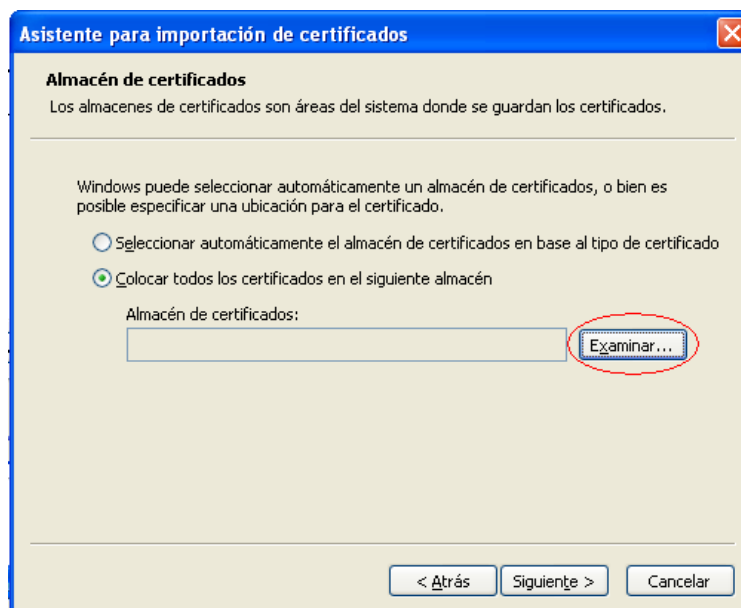 Asistente para importación de certificados
Almacén de certificados
Los almacenes de certificados son áreas del sistema donde se guardan los certificados.
Windows puede seleccionar automáticamente un almacén de certificados, o bien es
posible especificar una ubicación para el certificado.
Seleccionar automáticamente el almacén de certificados en base al tipo de certificado
Colocar todos los certificados en el siguiente almacén
Almacén de certificados:
Examinar...
< Atrás Siguiente > Cancelar